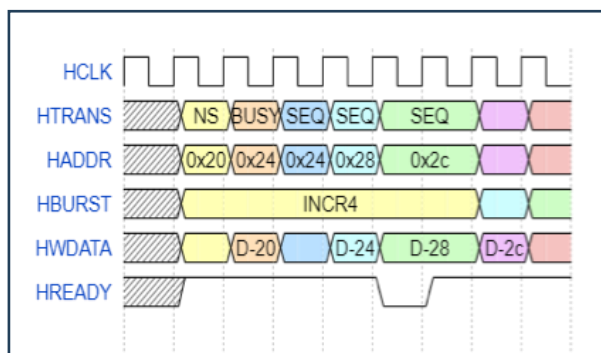 HCLK
HTRANS NS BUSY SEQ SEQ SEQ
HADDR 0x20 0x24 0x24 0x28 0x2c
HBURST INCR4
HWDATA D-20 D-24 D-28 D-2c
HREADY